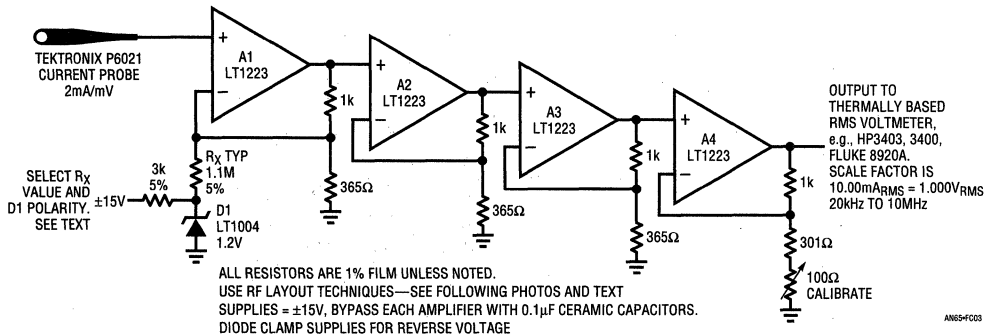 TEKTRONIX P6021
CURRENT PROBE
2mA/mV
+
A1
LT1223
−
1k
RX TYP
1.1M
5%
3k
5%
SELECT RX
VALUE AND
D1 POLARITY.
SEE TEXT
±15V
D1
LT1004
1.2V
365Ω
+
A2
LT1223
−
1k
365Ω
+
A3
LT1223
−
1k
365Ω
+
A4
LT1223
−
1k
301Ω
100Ω
CALIBRATE
OUTPUT TO
THERMALLY BASED
RMS VOLTMETER,
e.g., HP3403, 3400,
FLUKE 8920A.
SCALE FACTOR IS
10.00mARMS = 1.000VRMS
20kHz TO 10MHz
ALL RESISTORS ARE 1% FILM UNLESS NOTED.
USE RF LAYOUT TECHNIQUES—SEE FOLLOWING PHOTOS AND TEXT
SUPPLIES = ±15V, BYPASS EACH AMPLIFIER WITH 0.1µF CERAMIC CAPACITORS.
DIODE CLAMP SUPPLIES FOR REVERSE VOLTAGE
AN65•FC03